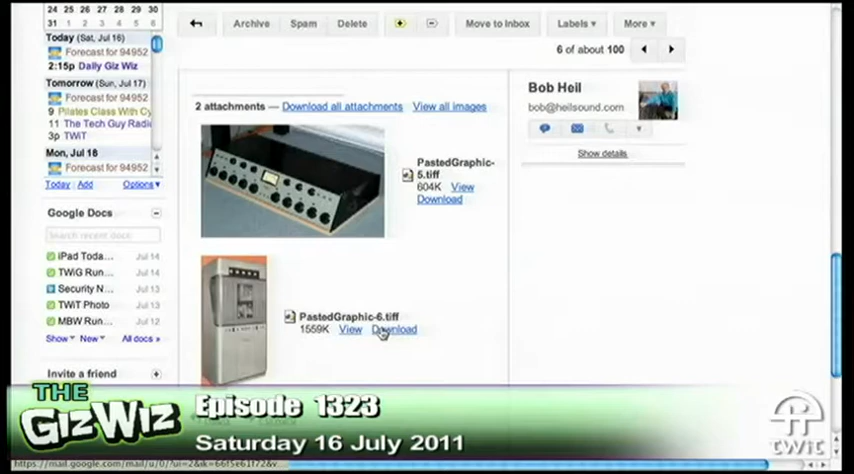 24 25 26 27 28 29 30
31 1 2 3 4 5 6
Today (Sat, Jul 16)
Forecast for 94952
2:15p Daily Giz Wiz
Tomorrow (Sun, Jul 17)
Forecast for 94952
9 Pilates Class With Cy
11 The Tech Guy Radio
3p TWiT
Mon, Jul 18
Forecast for 94952
Today Add Options
Google Docs
Search recent docs
iPad Toda... Jul 14
TWiG Run... Jul 14
Security N... Jul 13
TWiT Photo Jul 13
MBW Run... Jul 12
Show New All docs »
Invite a friend
Archive Spam Delete Move to Inbox Labels More
6 of about 100
2 attachments — Download all attachments View all images
PastedGraphic-
5.tiff
604K View
Download
PastedGraphic-6.tiff
1559K View Download
Bob Heil
bob@heilsound.com
Show details
THE
GIZWIZ
Episode 1323
Saturday 16 July 2011
twit